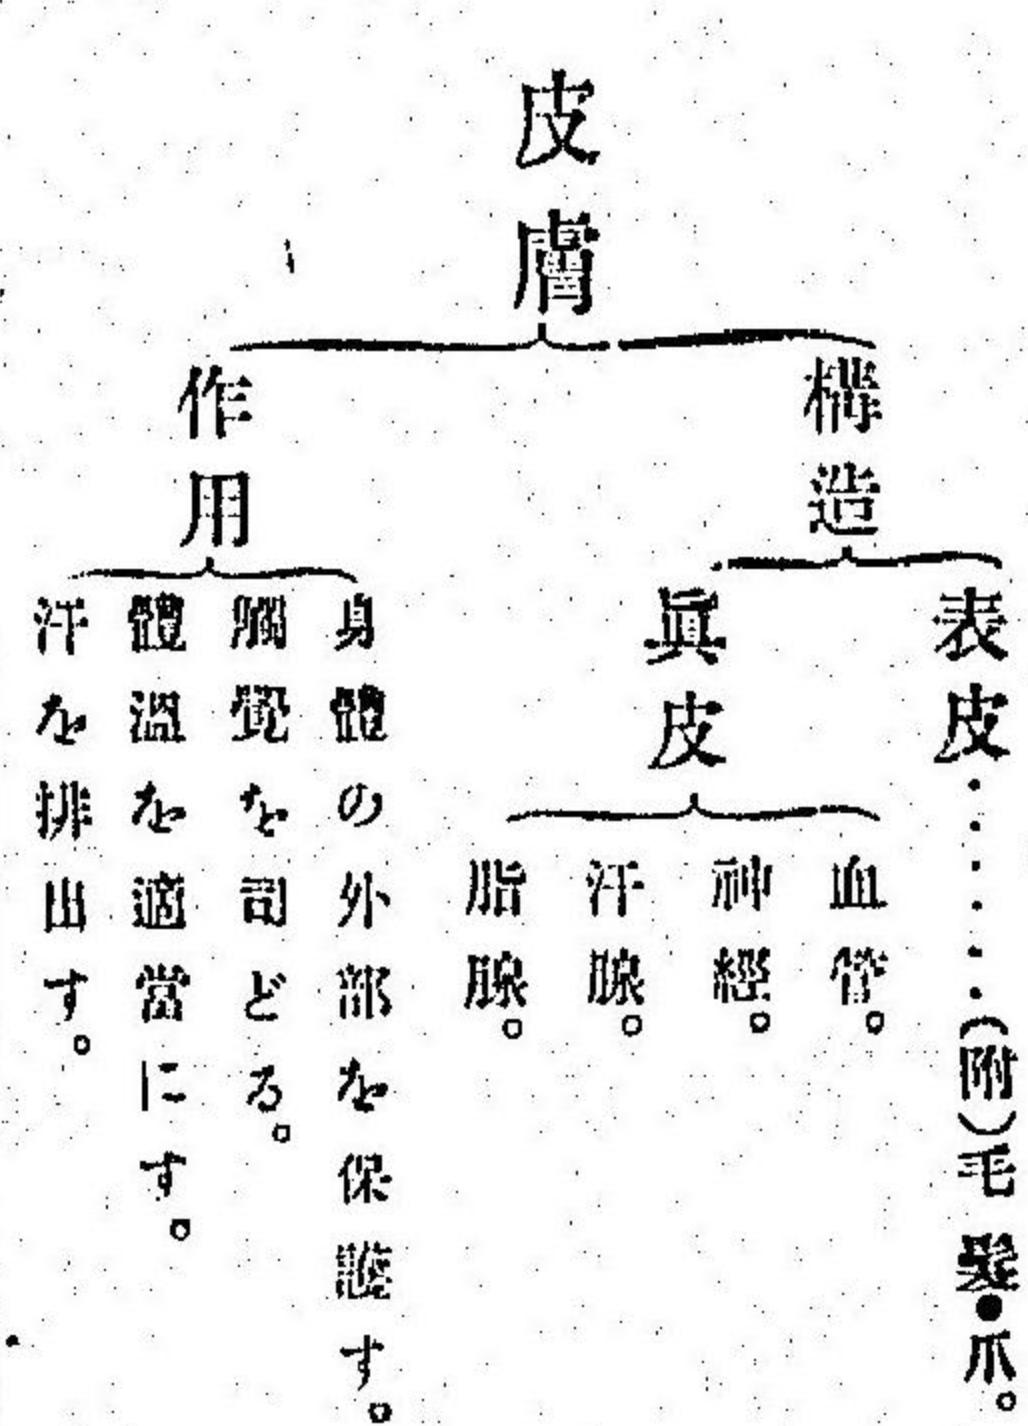 皮膚
構造
表皮……(附)毛髮●爪。
眞皮
血管。
神經。
汗腺。
脂腺。
作用
身體の外部を保護す。
觸覺を司どる。
體溫を適當にす。
汗を排出す。